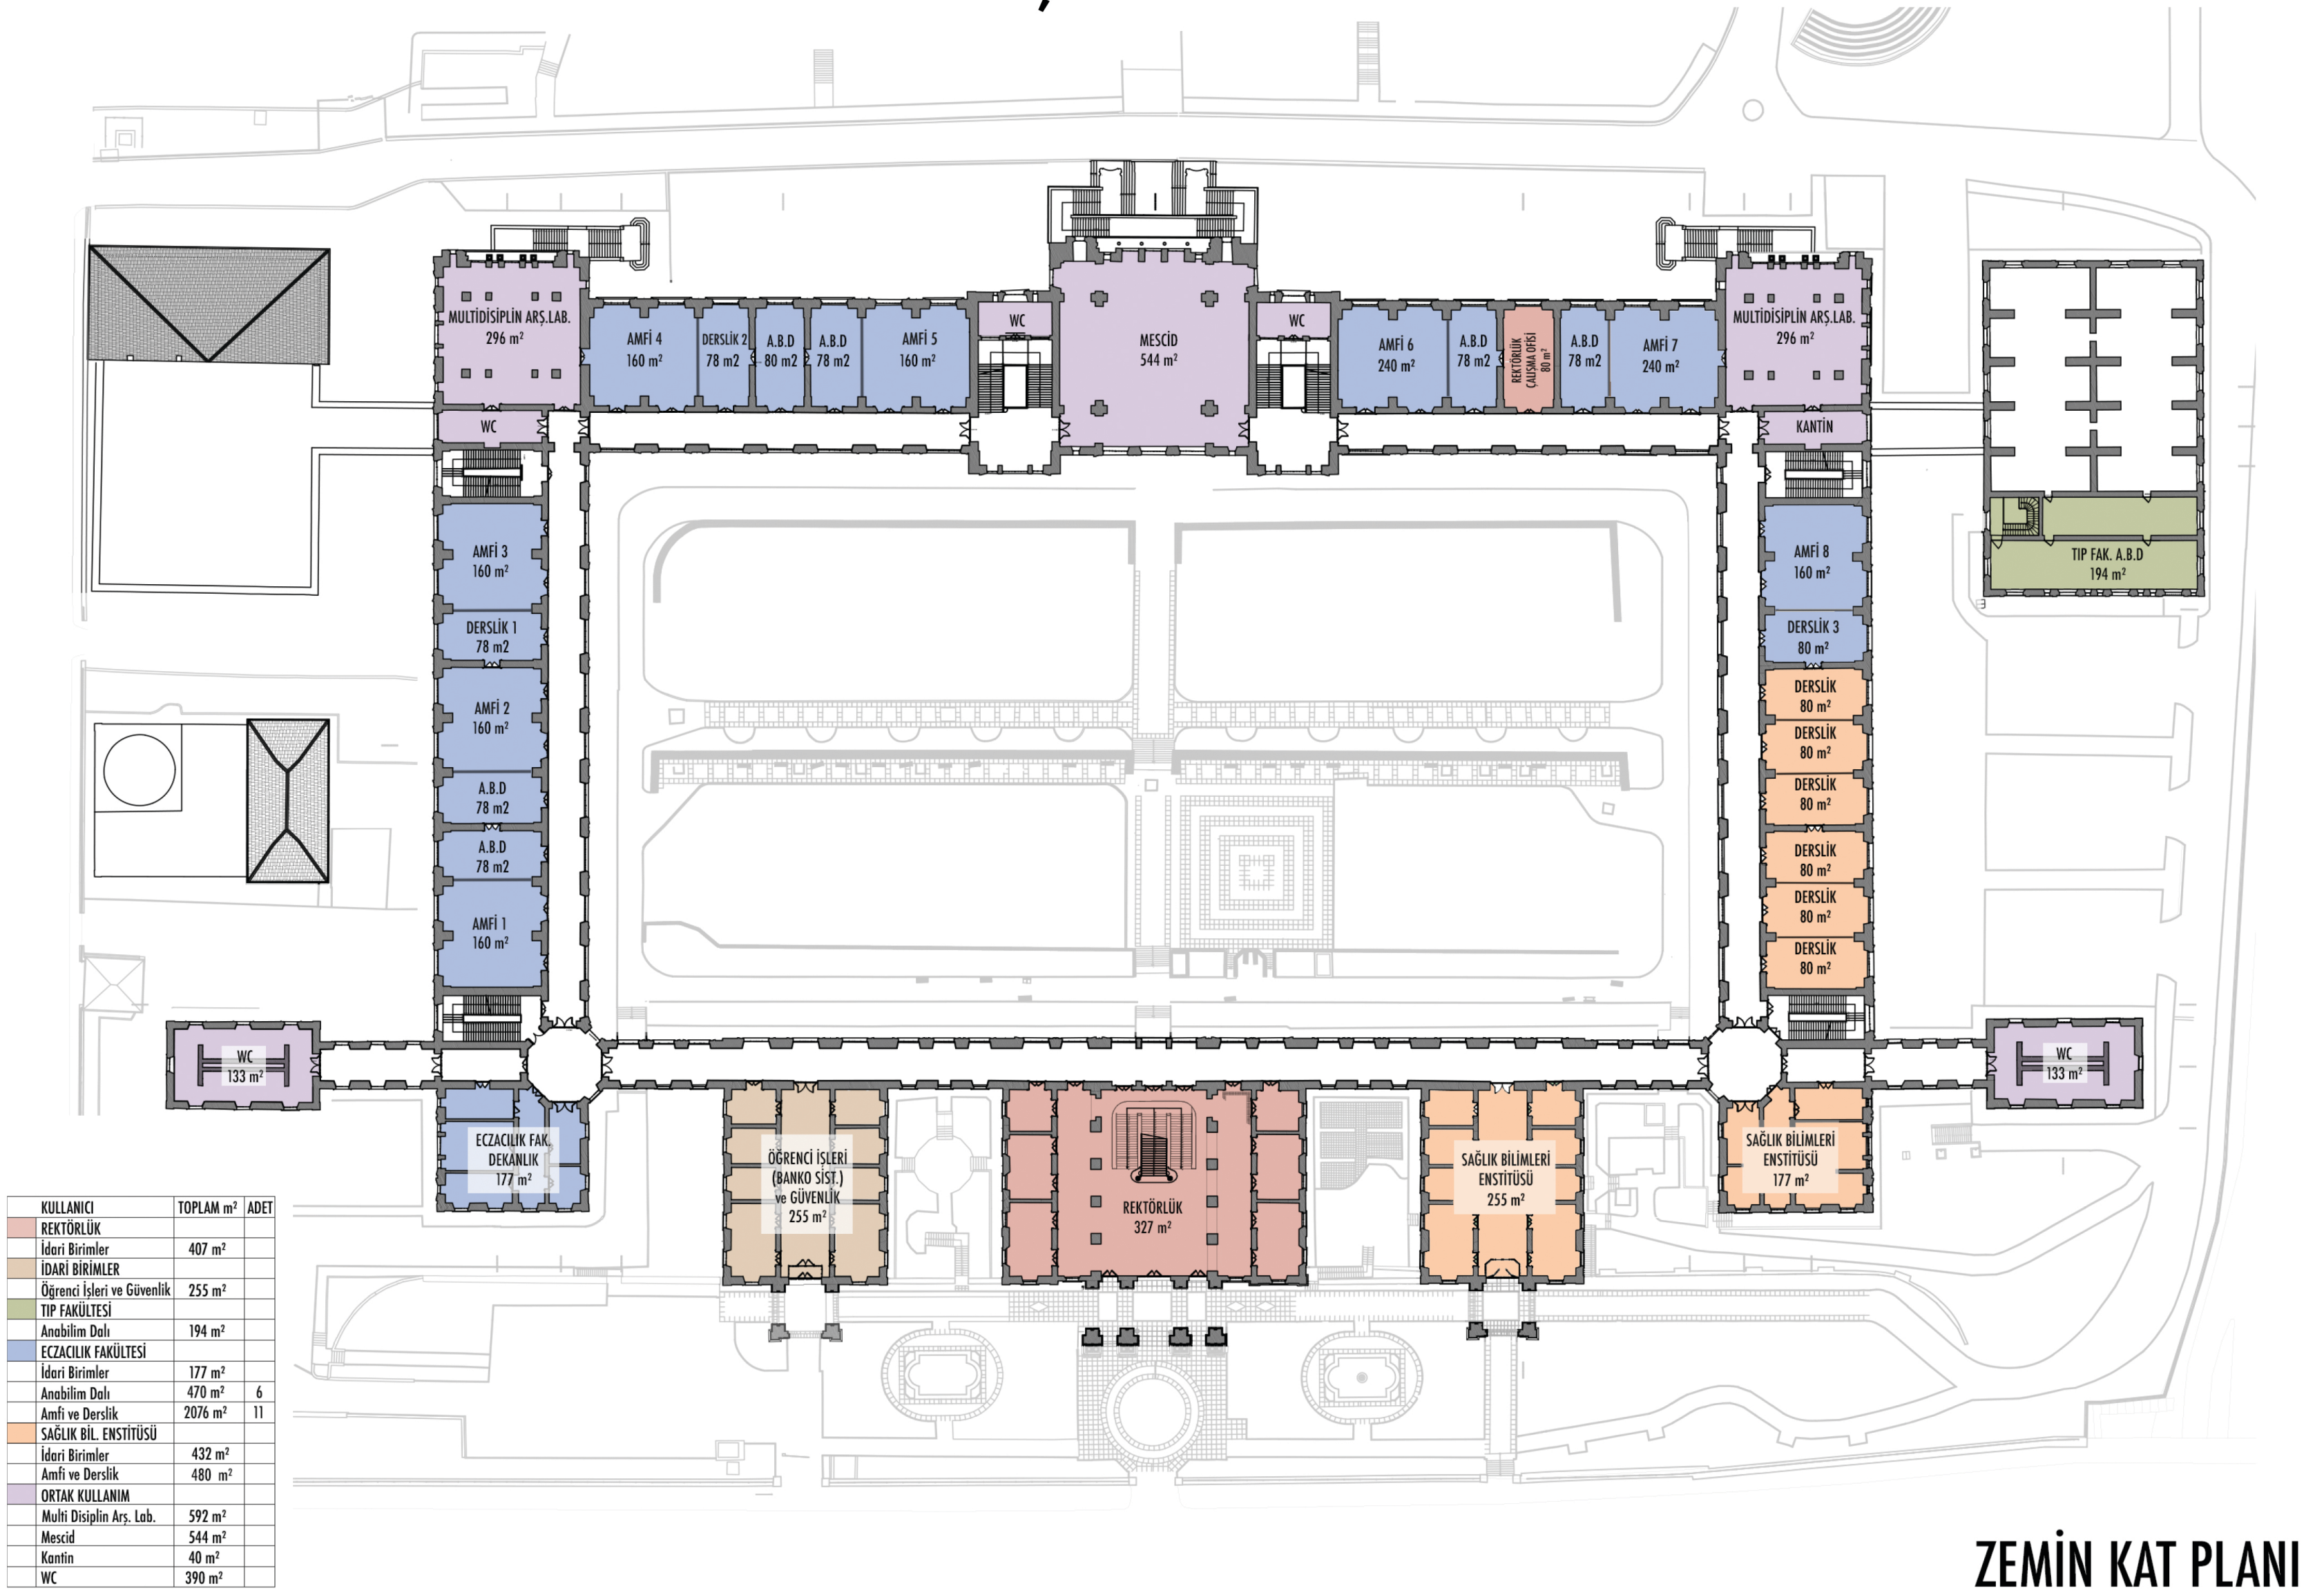 MULTİDİSİPLİN ARŞ.LAB.
296 m²
AMFİ 4
160 m²
DERSLİK 2
78 m2
A.B.D
80 m2
A.B.D
78 m2
AMFİ 5
160 m²
WC
MESCİD
544 m²
WC
AMFİ 6
240 m²
A.B.D
78 m2
REKTÖRLÜK
ÇALIŞMA OFİSİ
80 m²
A.B.D
78 m2
AMFİ 7
240 m²
MULTİDİSİPLİN ARŞ.LAB.
296 m²
WC
KANTİN
AMFİ 3
160 m²
DERSLİK 1
78 m2
AMFİ 2
160 m²
A.B.D
78 m2
A.B.D
78 m2
AMFİ 1
160 m²
AMFİ 8
160 m²
DERSLİK 3
80 m²
DERSLİK
80 m²
DERSLİK
80 m²
DERSLİK
80 m²
DERSLİK
80 m²
DERSLİK
80 m²
DERSLİK
80 m²
TIP FAK. A.B.D
194 m²
WC
133 m²
WC
133 m²
ECZACILIK FAK.
DEKANLIK
177 m²
ÖĞRENCİ İŞLERİ
(BANKO SİST.)
ve GÜVENLİK
255 m²
REKTÖRLÜK
327 m²
SAĞLIK BİLİMLERİ
ENSTİTÜSÜ
255 m²
SAĞLIK BİLİMLERİ
ENSTİTÜSÜ
177 m²
KULLANICI TOPLAM m² ADET
REKTÖRLÜK
İdari Birimler 407 m²
İDARİ BİRİMLER
Öğrenci İşleri ve Güvenlik 255 m²
TIP FAKÜLTESİ
Anabilim Dalı 194 m²
ECZACILIK FAKÜLTESİ
İdari Birimler 177 m²
Anabilim Dalı 470 m² 6
Amfi ve Derslik 2076 m² 11
SAĞLIK BİL. ENSTİTÜSÜ
İdari Birimler 432 m²
Amfi ve Derslik 480 m²
ORTAK KULLANIM
Multi Disiplin Arş. Lab. 592 m²
Mescid 544 m²
Kantin 40 m²
WC 390 m²
ZEMİN KAT PLANI